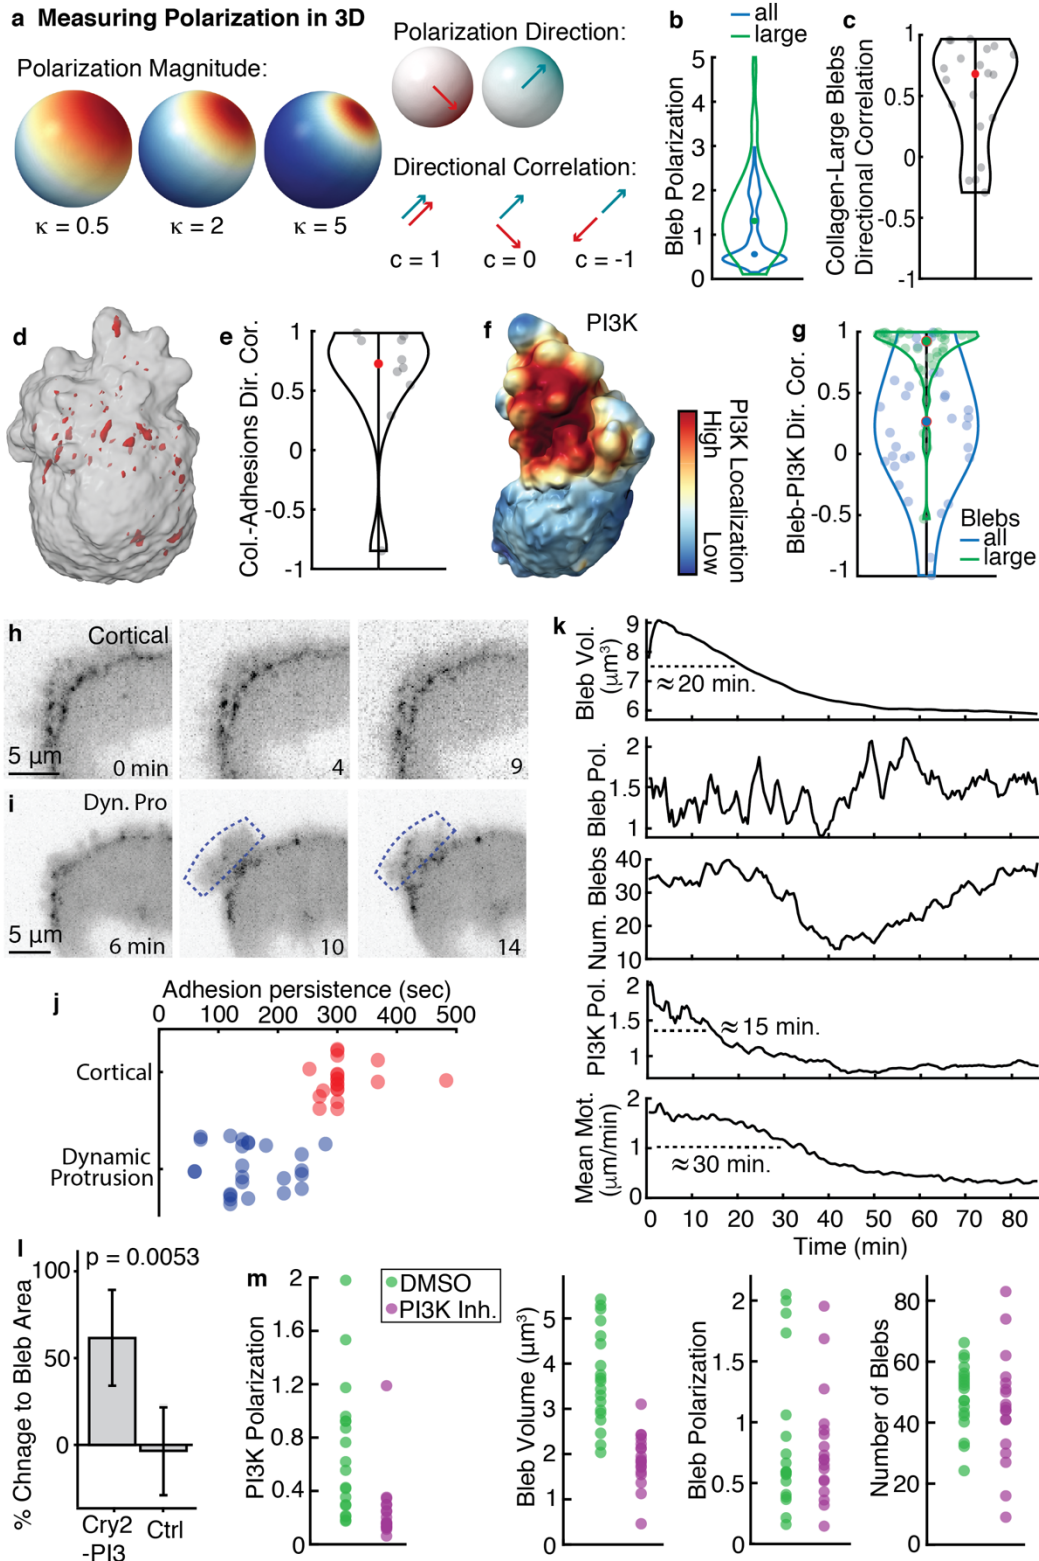 a Measuring Polarization in 3D
Polarization Magnitude:
κ = 0.5
κ = 2
κ = 5
Polarization Direction:
Directional Correlation:
c = 1
c = 0
c = -1
b
all
large
Bleb Polarization
5
4
3
2
1
0
c
Collagen-Large Blebs
Directional Correlation
1
0.5
0
-0.5
-1
d
e
Col.-Adhesions Dir. Cor.
1
0.5
0
-0.5
-1
f
PI3K
High
Low
PI3K Localization
g
Bleb-PI3K Dir. Cor.
1
0.5
0
-0.5
-1
Blebs
all
large
h
Cortical
5 µm
0 min
4
9
i
Dyn. Pro
5 µm
6 min
10
14
j
Adhesion persistence (sec)
0 100 200 300 400 500
Cortical
Dynamic
Protrusion
k
Bleb Vol.
(µm³)
9
8
7
6
≈20 min.
Bleb Pol.
2
1.5
1
Num. Blebs
40
30
20
10
PI3K Pol.
2
1.5
1
≈15 min.
Mean Mot.
(µm/min)
2
1
0
≈30 min.
0 10 20 30 40 50 60 70 80
Time (min)
l
p = 0.0053
% Chnage to Bleb Area
100
50
0
Cry2
-PI3
Ctrl
m
DMSO
PI3K Inh.
PI3K Polarization
2
1.6
1.2
0.8
0.4
0
Bleb Volume (µm³)
5
4
3
2
1
0
Bleb Polarization
2
1.5
1
0.5
0
Number of Blebs
80
60
40
20
0